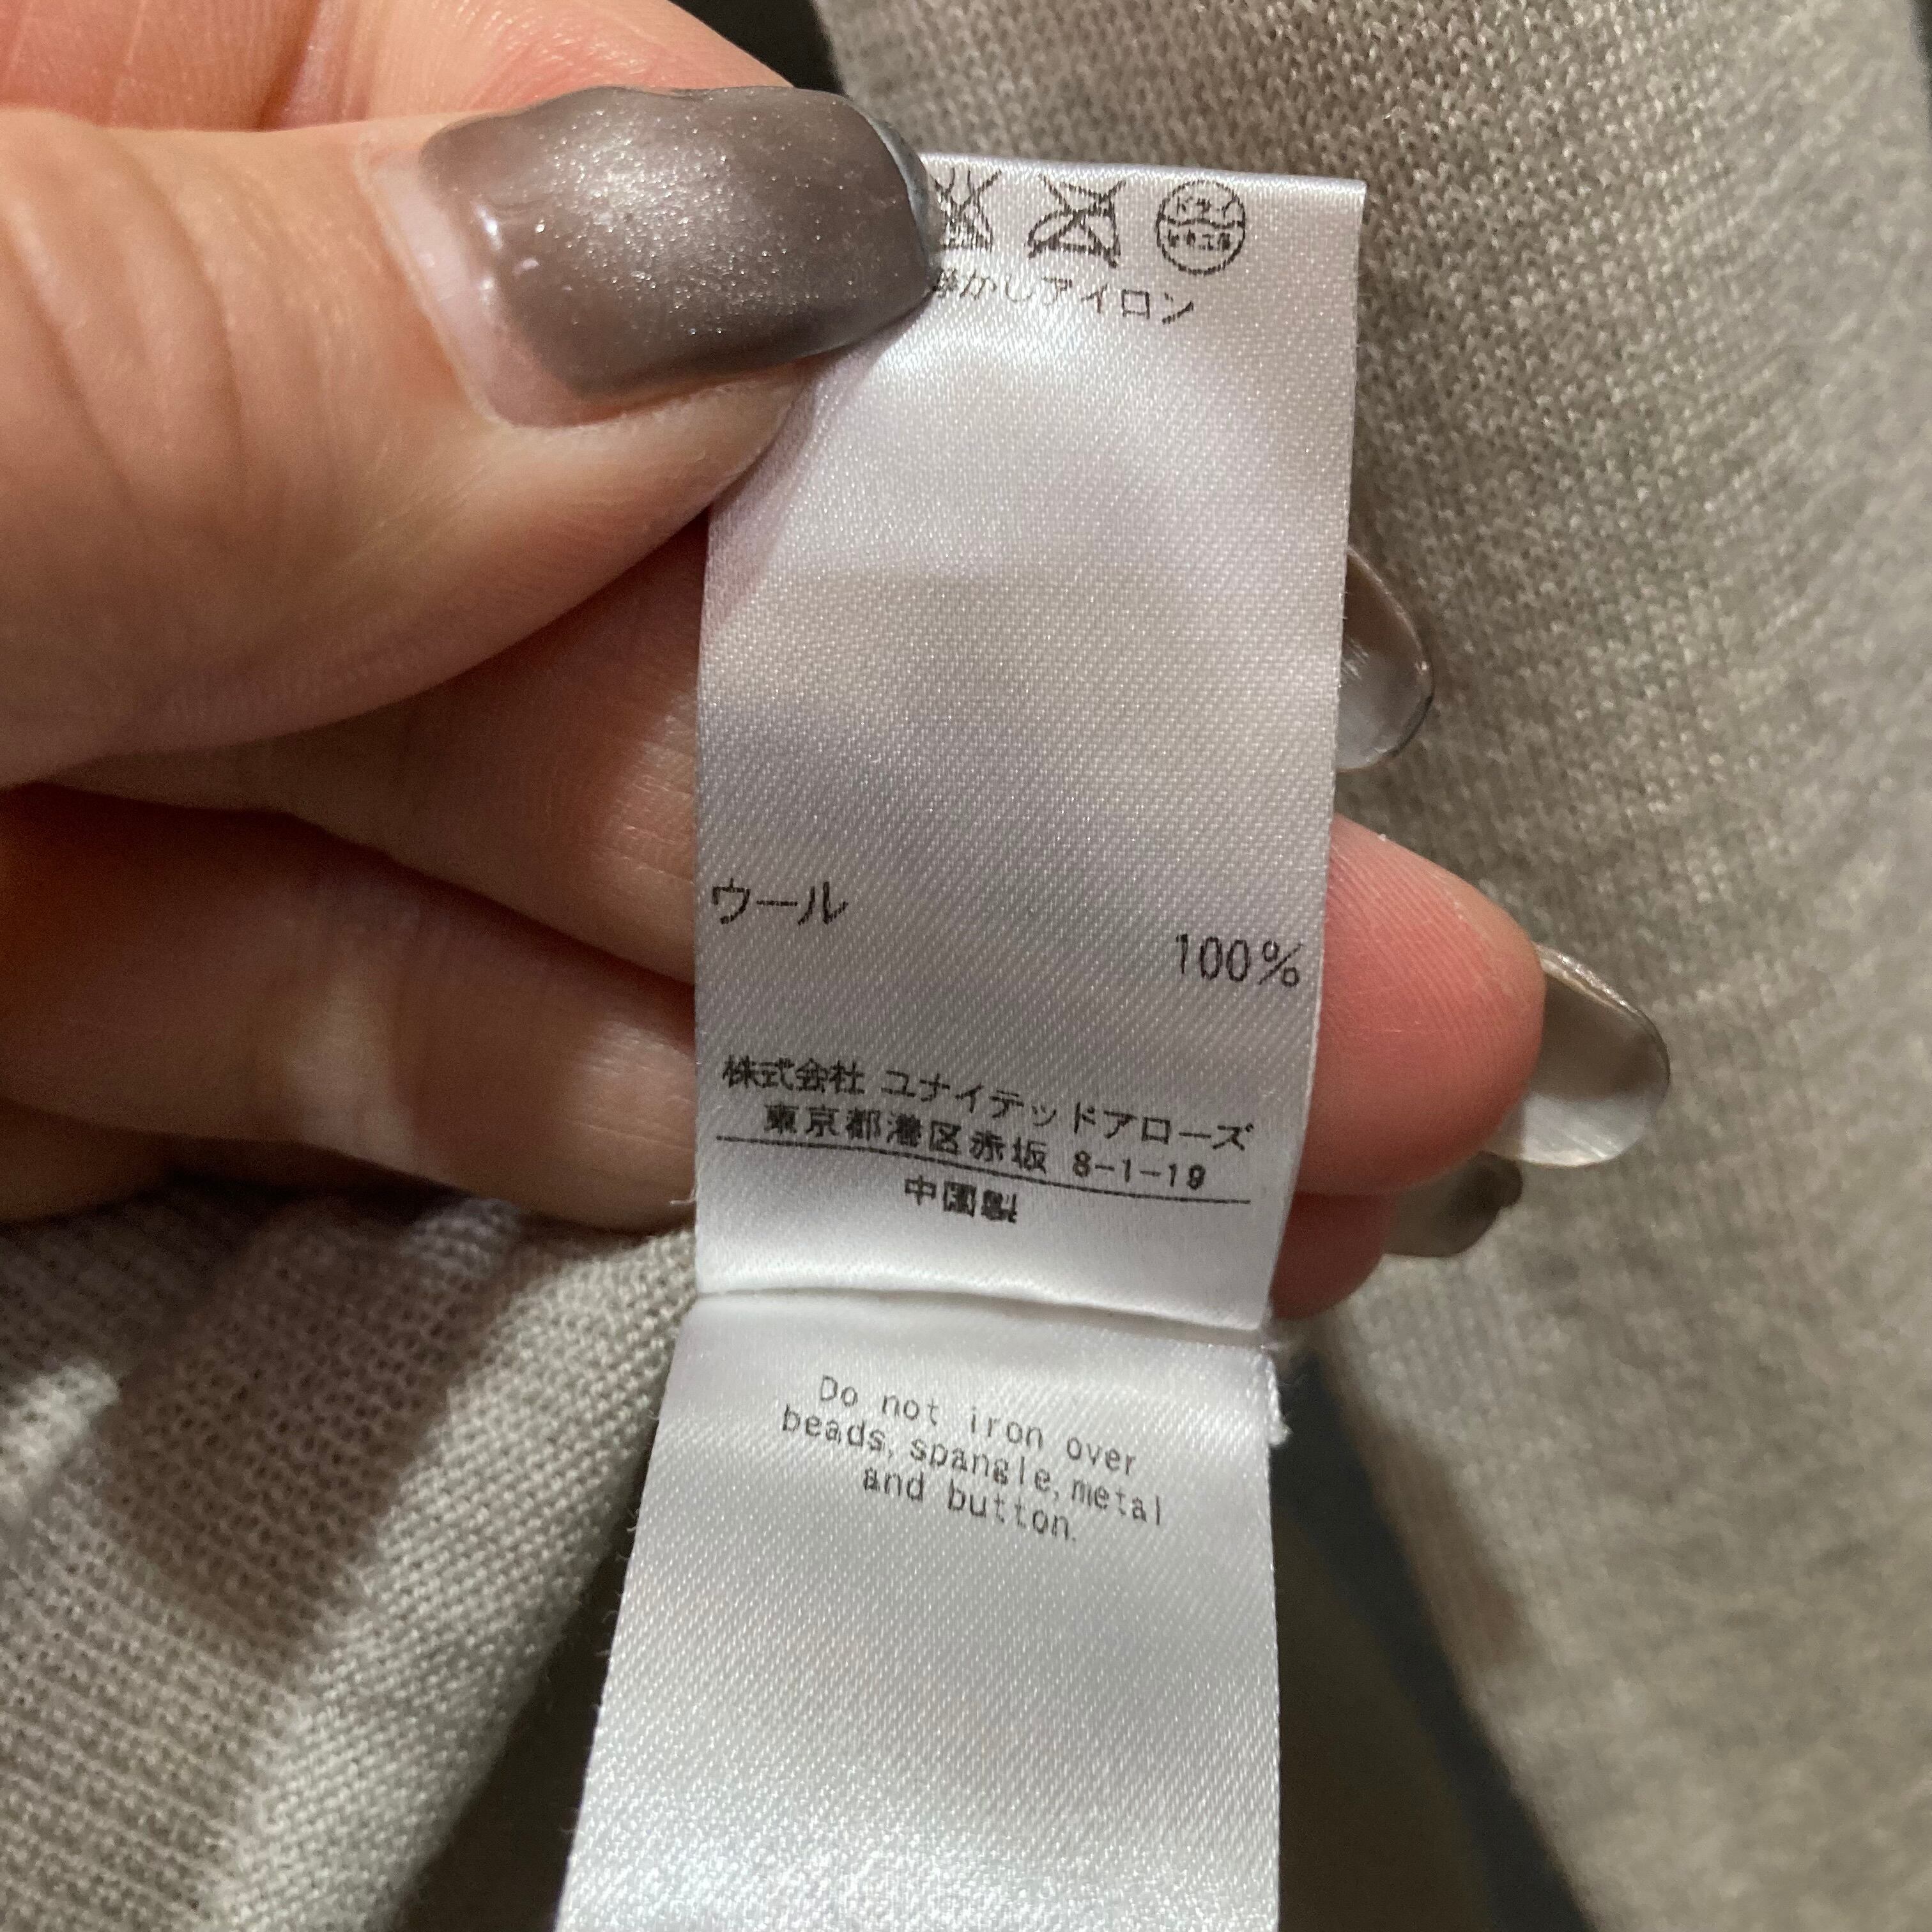 かしアイロン
ウール
100%
株式会社 ユナイテッドアローズ
東京都港区赤坂 8-1-19
中国製
Do not iron over
beads, spangle, metal
and button.